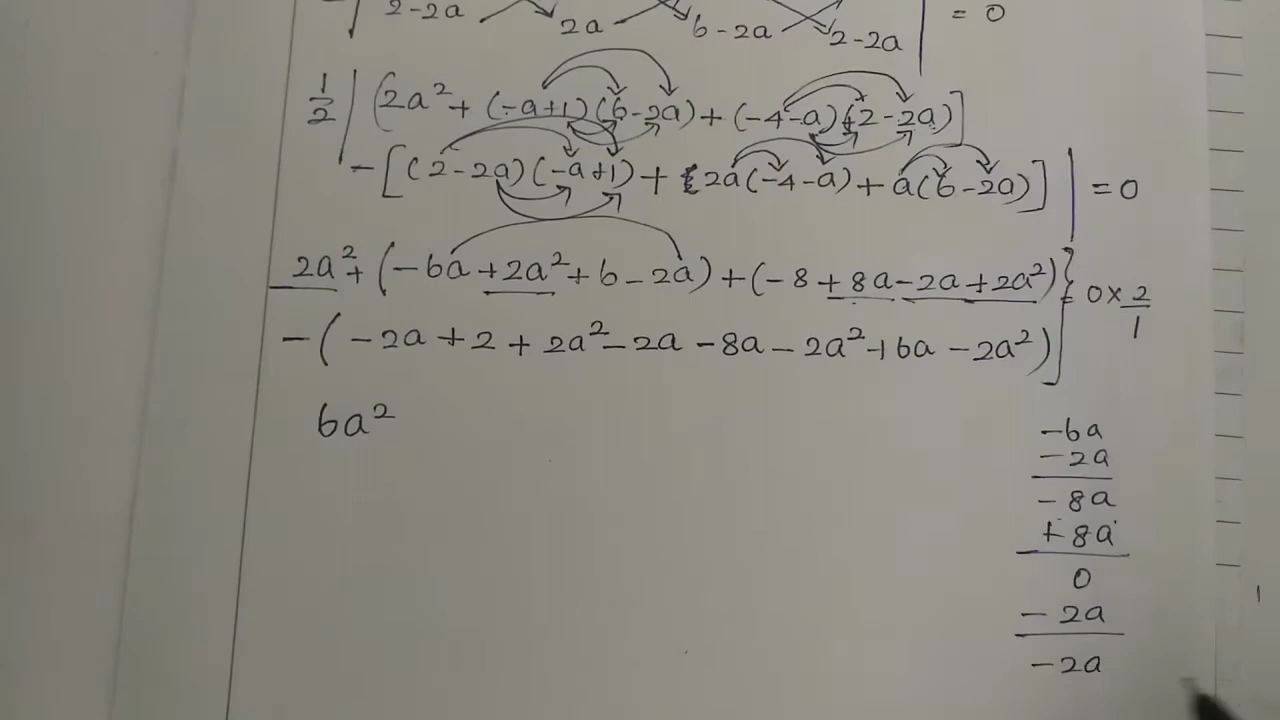 2-2a 2a 6-2a 2-2a = 0
1/2 | (2a² + (-a+1)(6-2a) + (-4-a)(2-2a)]
-[(2-2a)(-a+1) + 2a(-4-a) + a(6-2a)] | = 0
2a² + (-6a+2a²+6-2a) + (-8+8a-2a+2a²) } = 0 × 2/1
-(-2a+2+2a²-2a-8a-2a²+6a-2a²) ]
6a²
-6a
-2a
-8a
+8a
0
-2a
-2a